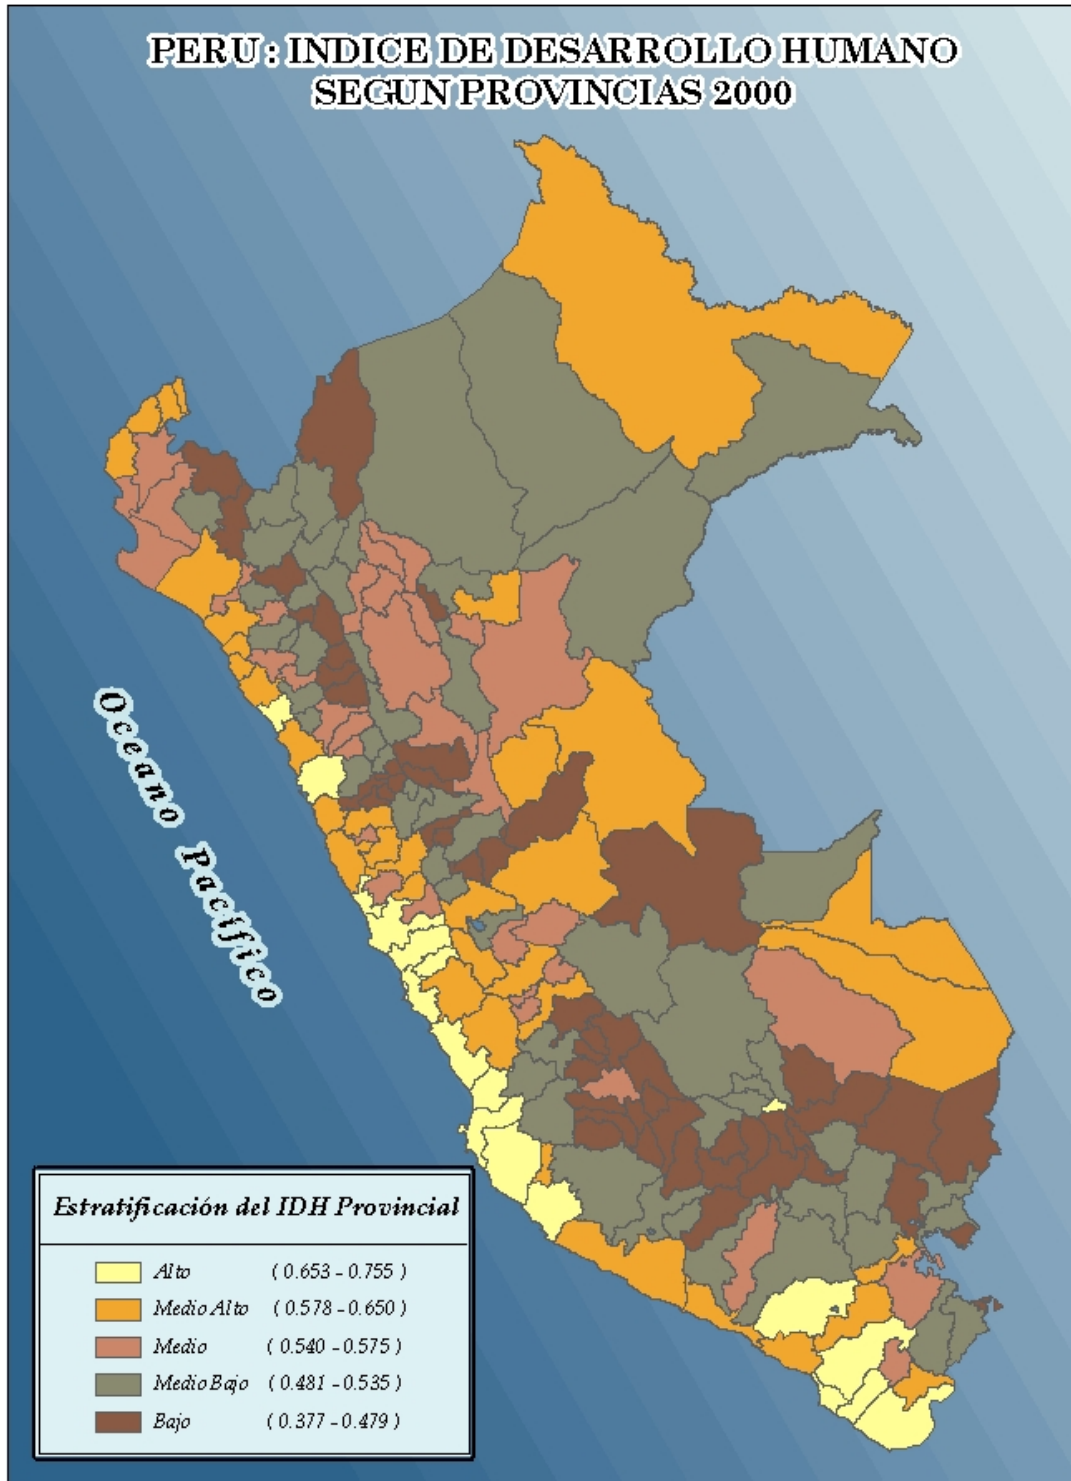 PERU : INDICE DE DESARROLLO HUMANO
SEGUN PROVINCIAS 2000
Oceano Pacifico
Estratificación del IDH Provincial
Alto ( 0.653 - 0.755 )
Medio Alto ( 0.578 - 0.650 )
Medio ( 0.540 - 0.575 )
Medio Bajo ( 0.481 - 0.535 )
Bajo ( 0.377 - 0.479 )